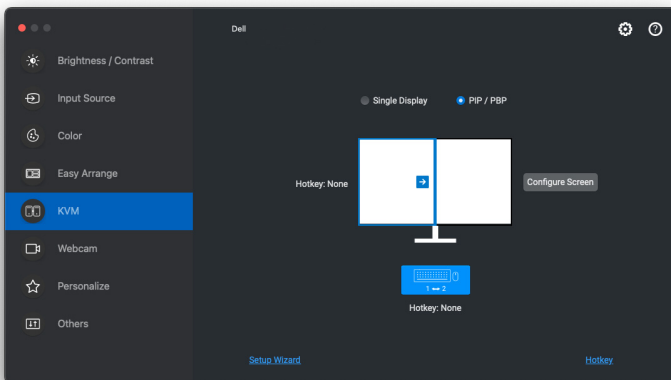 Dell
Brightness / Contrast
Input Source
Color
Easy Arrange
KVM
Webcam
Personalize
Others
Single Display
PIP / PBP
Hotkey: None
Configure Screen
1 ↔ 2
Hotkey: None
Setup Wizard
Hotkey